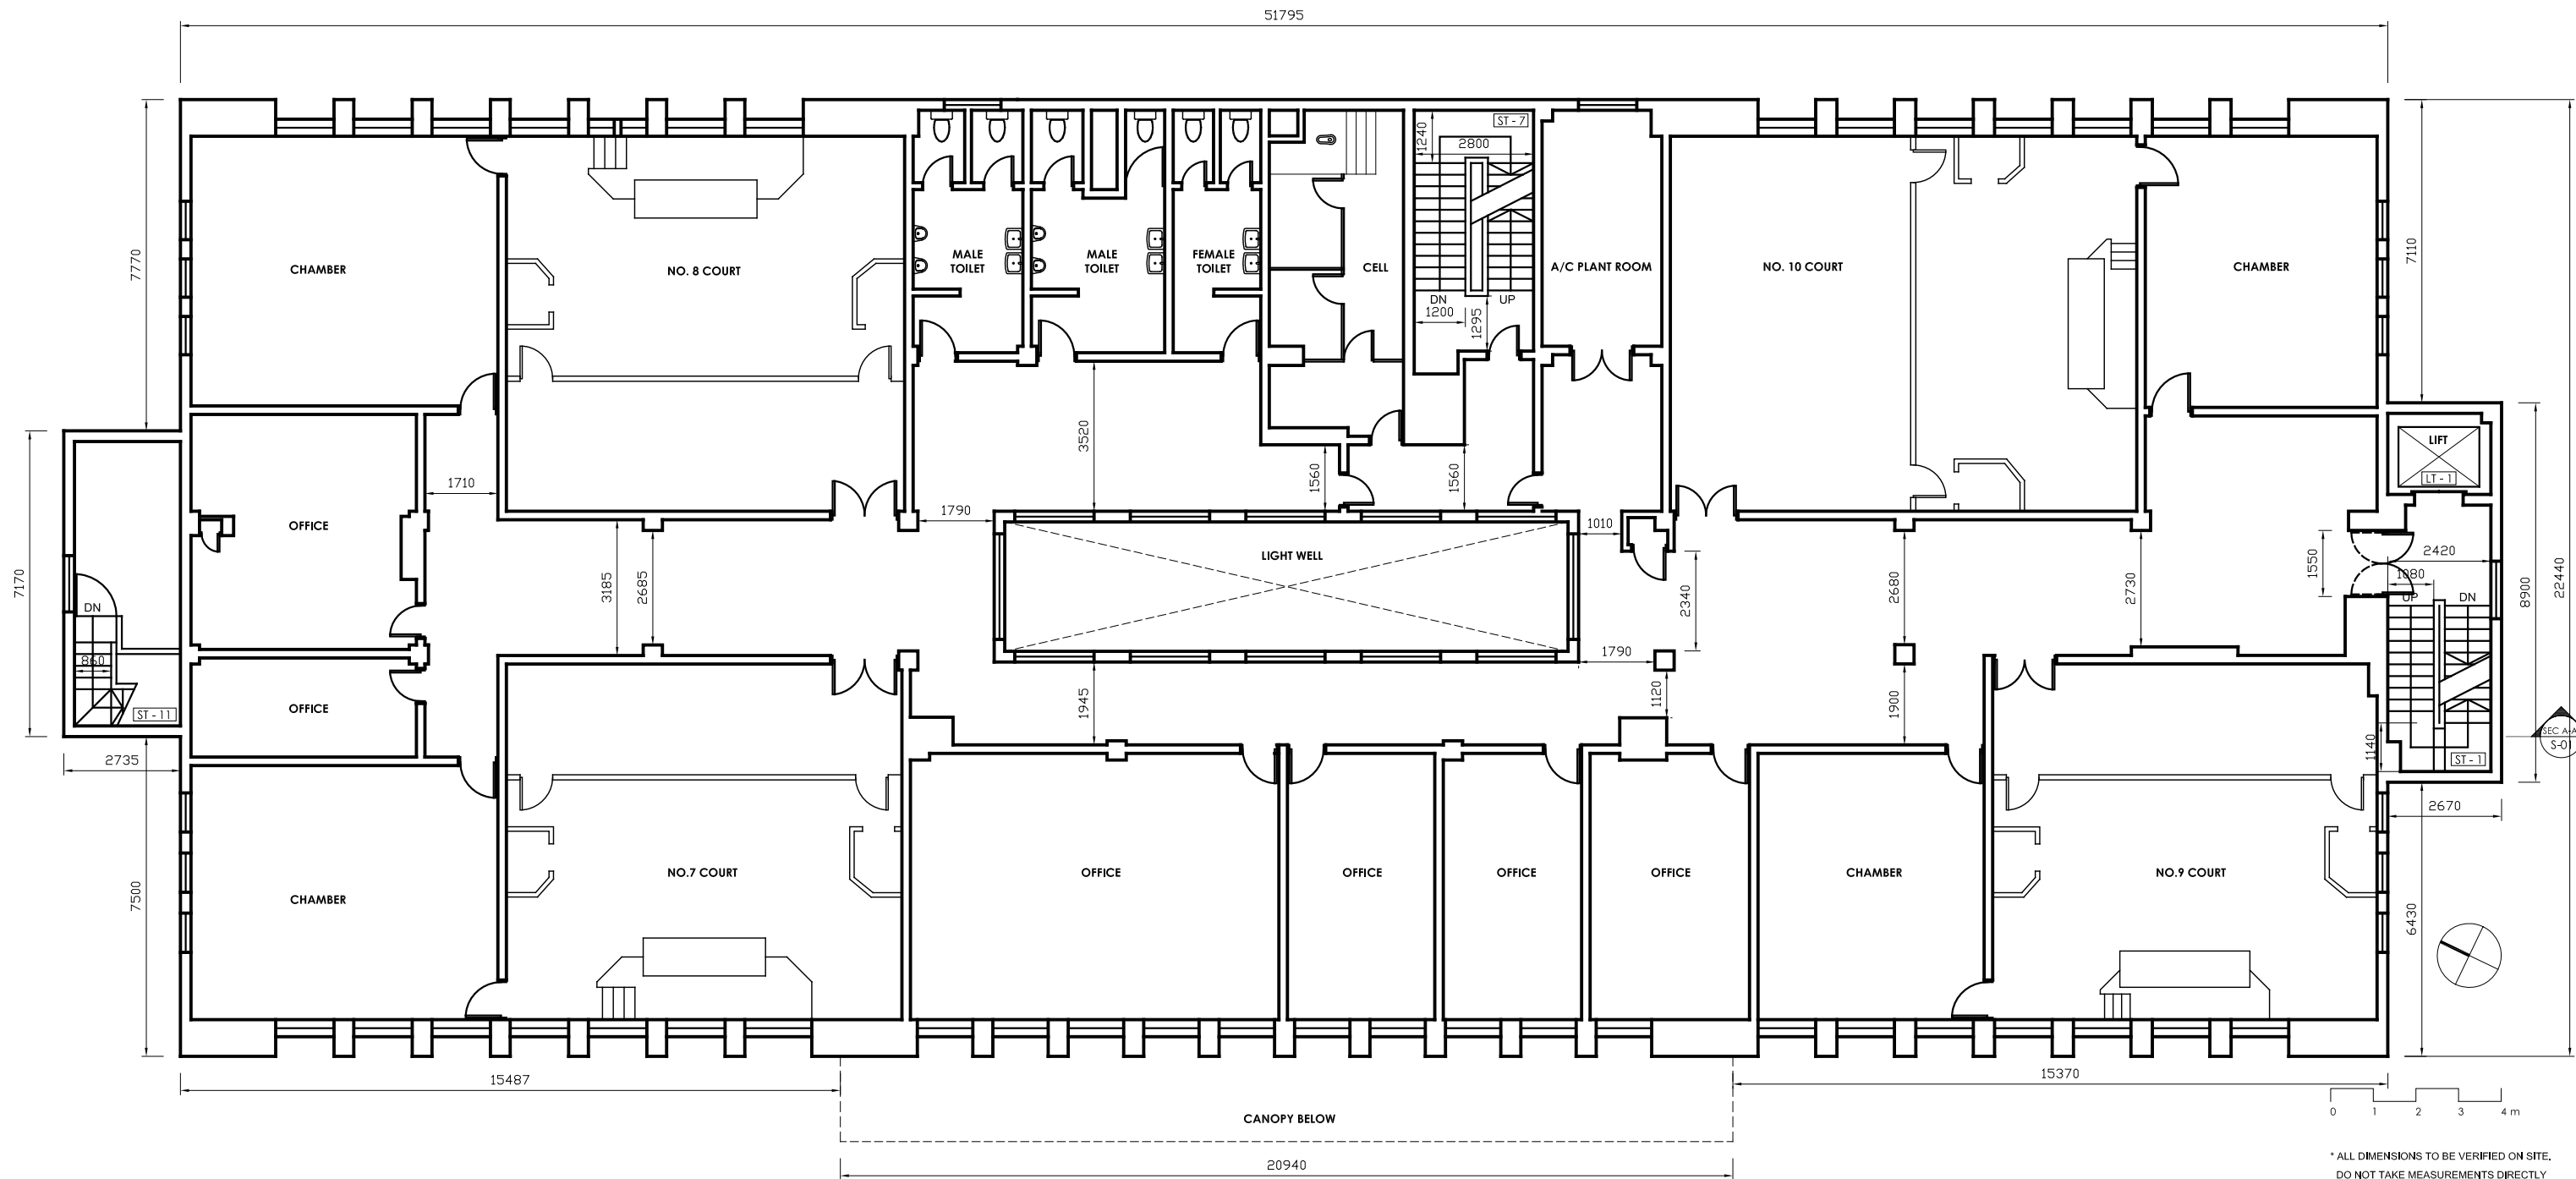 51795
ST - 7
1240
2800
7770
7110
MALE
TOILET
MALE
TOILET
FEMALE
TOILET
CHAMBER
NO. 8 COURT
CELL
A/C PLANT ROOM
NO. 10 COURT
CHAMBER
DN
UP
1200
1295
3520
LIFT
LT - 1
1710
1560
1560
1790
1010
OFFICE
LIGHT WELL
7170
3185
2685
2340
2680
2730
1550
2420
1080
UP
DN
8900
22440
DN
860
ST - 11
OFFICE
1945
1790
1120
1900
1140
SEC A-A
S-01
ST - 1
2735
2670
7500
6430
CHAMBER
NO.7 COURT
OFFICE
OFFICE
OFFICE
OFFICE
CHAMBER
NO.9 COURT
15487
15370
CANOPY BELOW
0 1 2 3 4 m
20940
* ALL DIMENSIONS TO BE VERIFIED ON SITE.
DO NOT TAKE MEASUREMENTS DIRECTLY